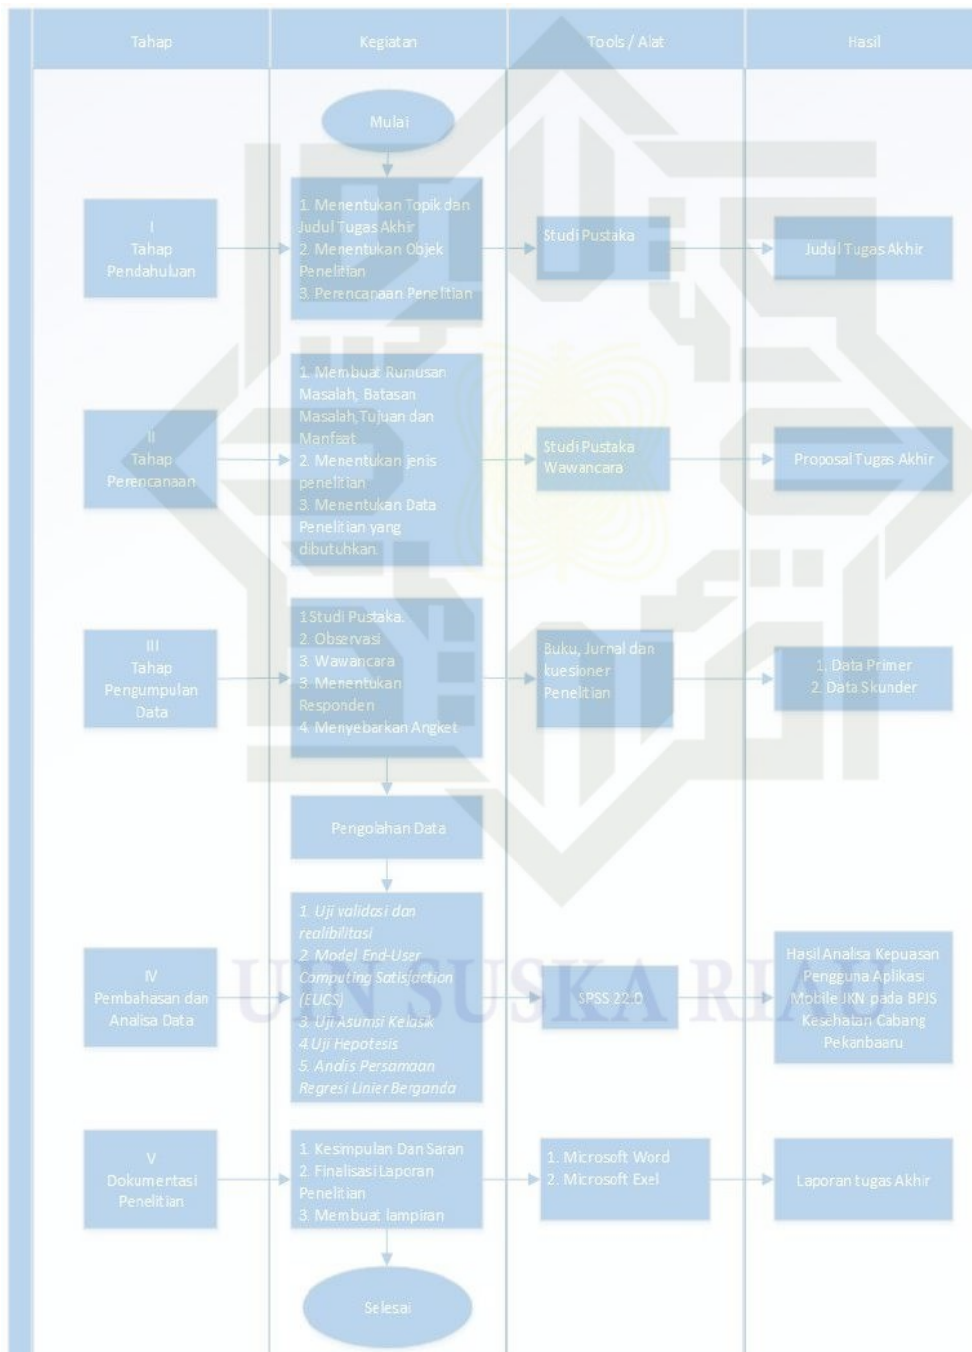 Tahap
Kegiatan
Tools / Alat
Hasil
Mulai
I
Tahap
Pendahuluan
1. Menentukan Topik dan
Judul Tugas Akhir
2. Menentukan Objek
Penelitian
3. Perencanaan Penelitian
Studi Pustaka
Judul Tugas Akhir
II
Tahap
Perencanaan
1. Membuat Rumusan
Masalah, Batasan
Masalah,Tujuan dan
Manfaat
2. Menentukan jenis
penelitian
3. Menentukan Data
Penelitian yang
dibutuhkan.
Studi Pustaka
Wawancara
Proposal Tugas Akhir
III
Tahap
Pengumpulan
Data
1 Studi Pustaka.
2. Observasi
3. Wawancara
3. Menentukan
Responden
4. Menyebarkan Angket
Buku, Jurnal dan
kuesioner
Penelitian
1, Data Primer
2. Data Skunder
Pengolahan Data
IV
Pembahasan dan
Analisa Data
1. Uji validasi dan
realibilitasi
2. Model End-User
Computing Satisfaction
(EUCS)
3. Uji Asumsi Kelasik
4.Uji Hepotesis
5. Andis Persamaan
Regresi Linier Berganda
SPSS 22.0
Hasil Analisa Kepuasan
Pengguna Aplikasi
Mobile JKN pada BPJS
Kesehatan Cabang
Pekanbaaru
UIN SUSKA RIAU
V
Dokumentasi
Penelitian
1. Kesimpulan Dan Saran
2. Finalisasi Laporan
Penelitian
3. Membuat lampiran
1. Microsoft Word
2. Microsoft Exel
Laporan tugas Akhir
Selesai